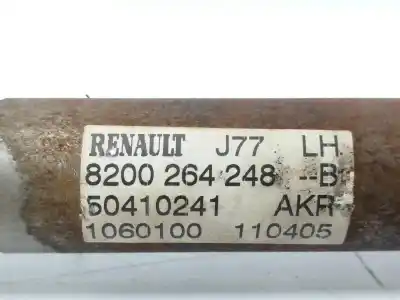 RENAULT J77 LH
8200 264 248 --B
50410241 AKR
1060100 110405